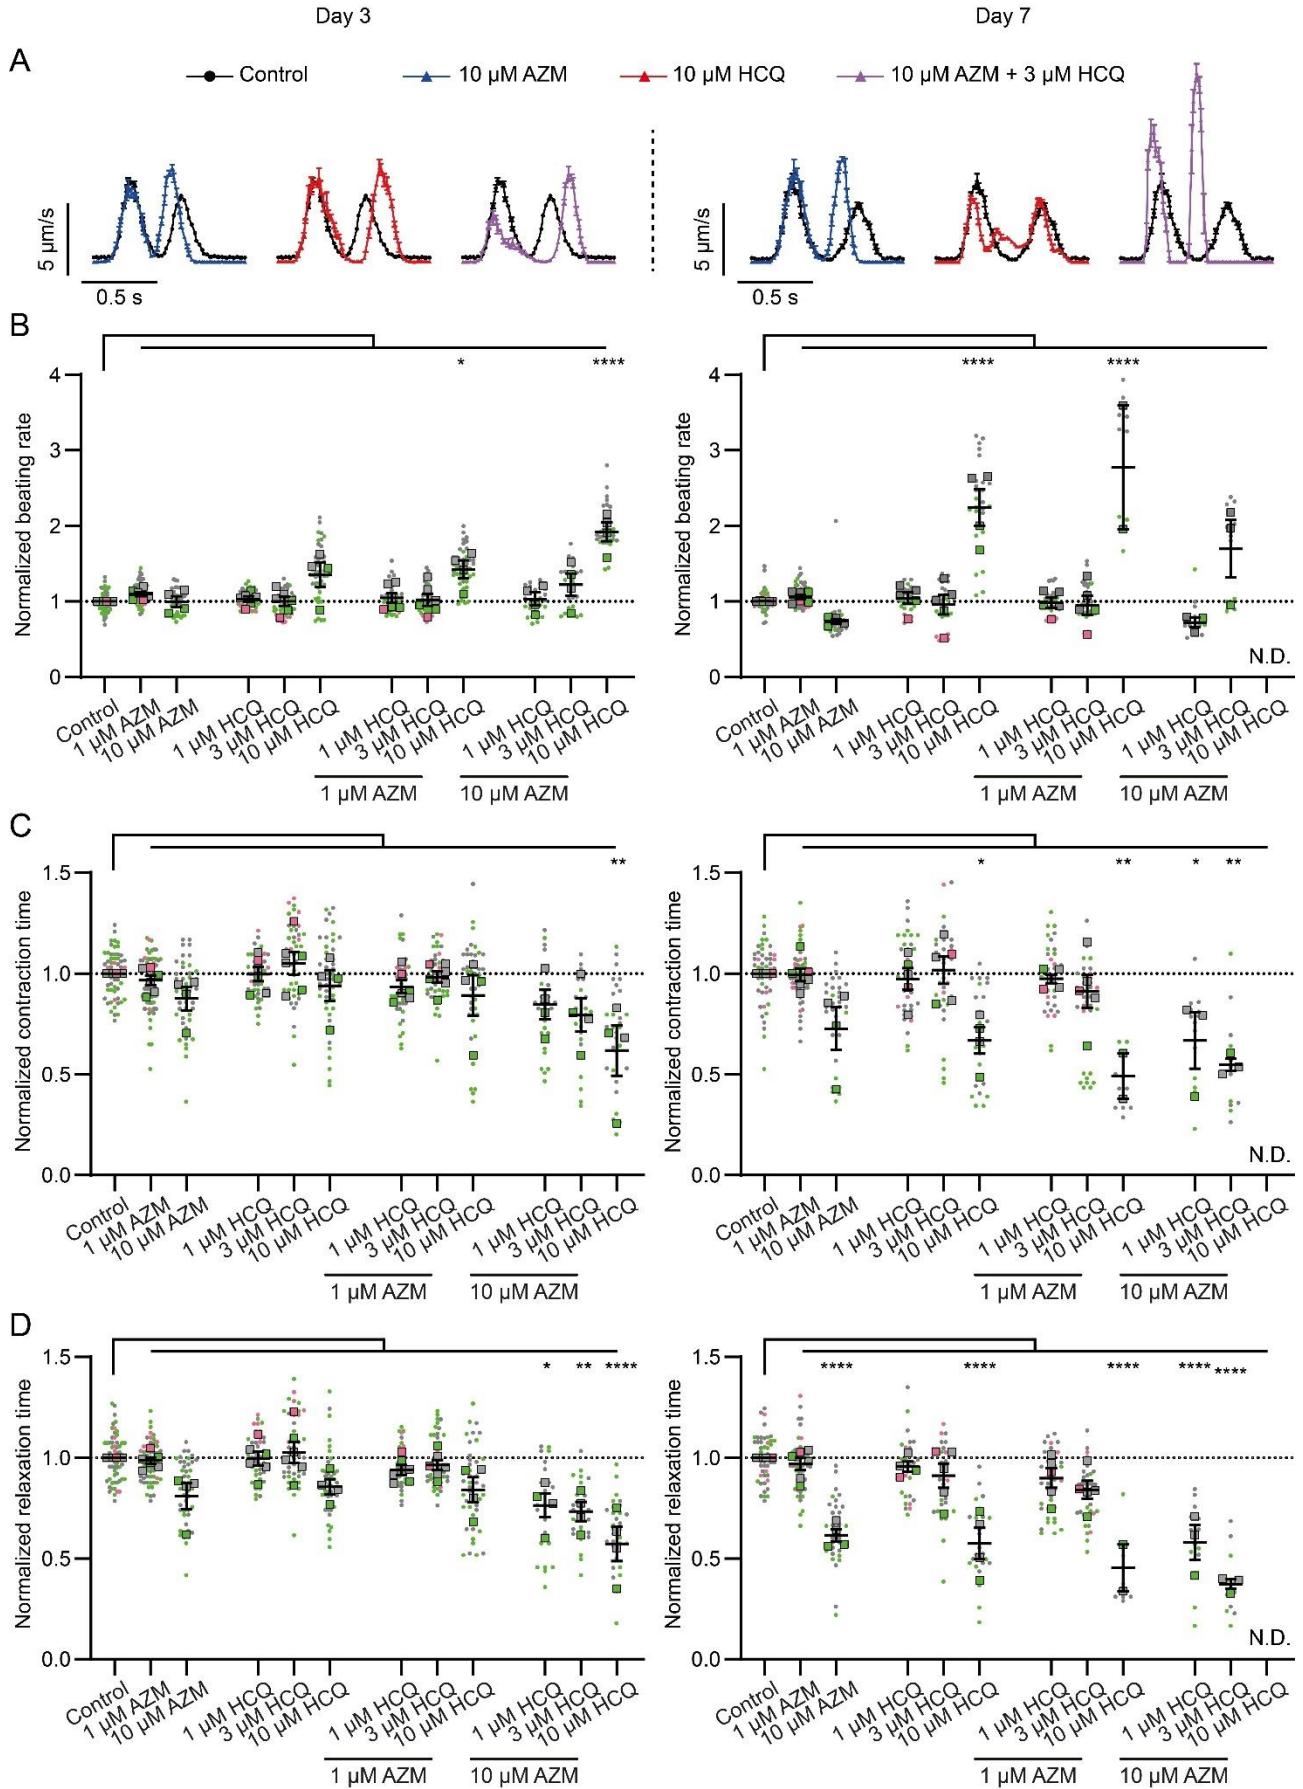 Day 3
Day 7
A
Control
10 µM AZM
10 µM HCQ
10 µM AZM + 3 µM HCQ
5 µm/s
0.5 s
5 µm/s
0.5 s
B
* ****
Normalized beating rate
4
3
2
1
0
Control
1 µM AZM
10 µM AZM
1 µM HCQ
3 µM HCQ
10 µM HCQ
1 µM HCQ
3 µM HCQ
10 µM HCQ
1 µM HCQ
3 µM HCQ
10 µM HCQ
1 µM AZM
10 µM AZM
**** ****
Normalized beating rate
4
3
2
1
0
N.D.
Control
1 µM AZM
10 µM AZM
1 µM HCQ
3 µM HCQ
10 µM HCQ
1 µM HCQ
3 µM HCQ
10 µM HCQ
1 µM HCQ
3 µM HCQ
10 µM HCQ
1 µM AZM
10 µM AZM
C
**
Normalized contraction time
1.5
1.0
0.5
0.0
Control
1 µM AZM
10 µM AZM
1 µM HCQ
3 µM HCQ
10 µM HCQ
1 µM HCQ
3 µM HCQ
10 µM HCQ
1 µM HCQ
3 µM HCQ
10 µM HCQ
1 µM AZM
10 µM AZM
* ** * **
Normalized contraction time
1.5
1.0
0.5
0.0
N.D.
Control
1 µM AZM
10 µM AZM
1 µM HCQ
3 µM HCQ
10 µM HCQ
1 µM HCQ
3 µM HCQ
10 µM HCQ
1 µM HCQ
3 µM HCQ
10 µM HCQ
1 µM AZM
10 µM AZM
D
* ** ****
Normalized relaxation time
1.5
1.0
0.5
0.0
Control
1 µM AZM
10 µM AZM
1 µM HCQ
3 µM HCQ
10 µM HCQ
1 µM HCQ
3 µM HCQ
10 µM HCQ
1 µM HCQ
3 µM HCQ
10 µM HCQ
1 µM AZM
10 µM AZM
**** **** **** **** ****
Normalized relaxation time
1.5
1.0
0.5
0.0
N.D.
Control
1 µM AZM
10 µM AZM
1 µM HCQ
3 µM HCQ
10 µM HCQ
1 µM HCQ
3 µM HCQ
10 µM HCQ
1 µM HCQ
3 µM HCQ
10 µM HCQ
1 µM AZM
10 µM AZM